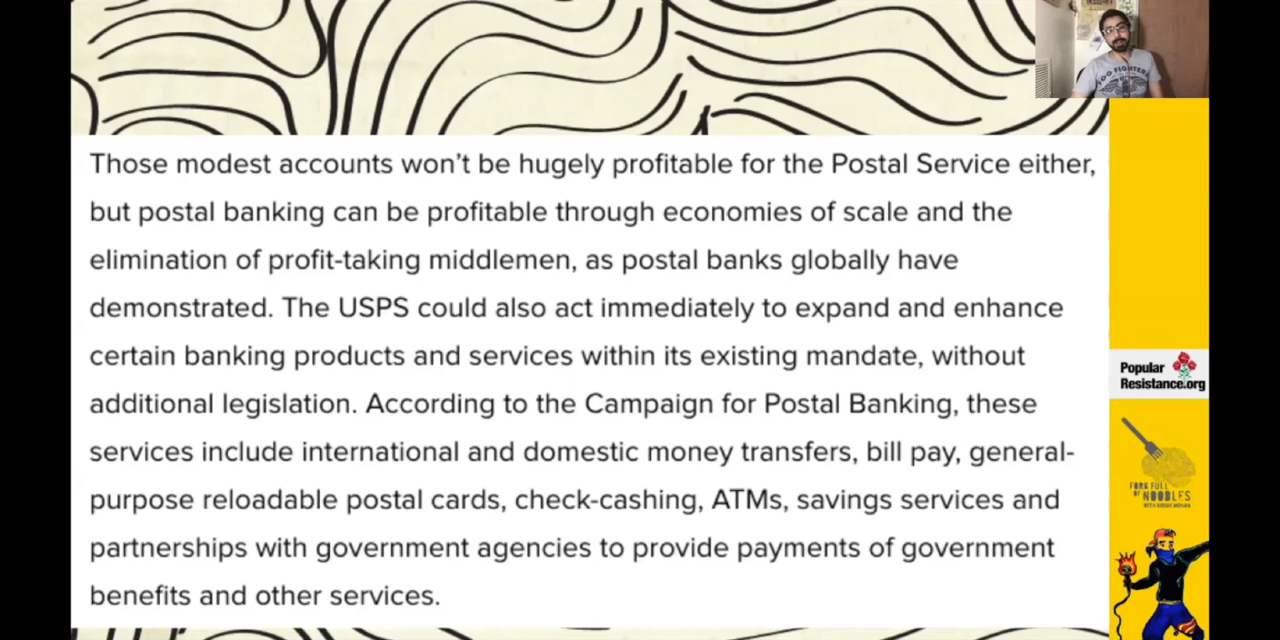 Those modest accounts won't be hugely profitable for the Postal Service either,
but postal banking can be profitable through economies of scale and the
elimination of profit-taking middlemen, as postal banks globally have
demonstrated. The USPS could also act immediately to expand and enhance
certain banking products and services within its existing mandate, without
additional legislation. According to the Campaign for Postal Banking, these
services include international and domestic money transfers, bill pay, general-
purpose reloadable postal cards, check-cashing, ATMs, savings services and
partnerships with government agencies to provide payments of government
benefits and other services.
FOO FIGHTERS
Popular
Resistance.org
FORK FULL
OF NOODLES